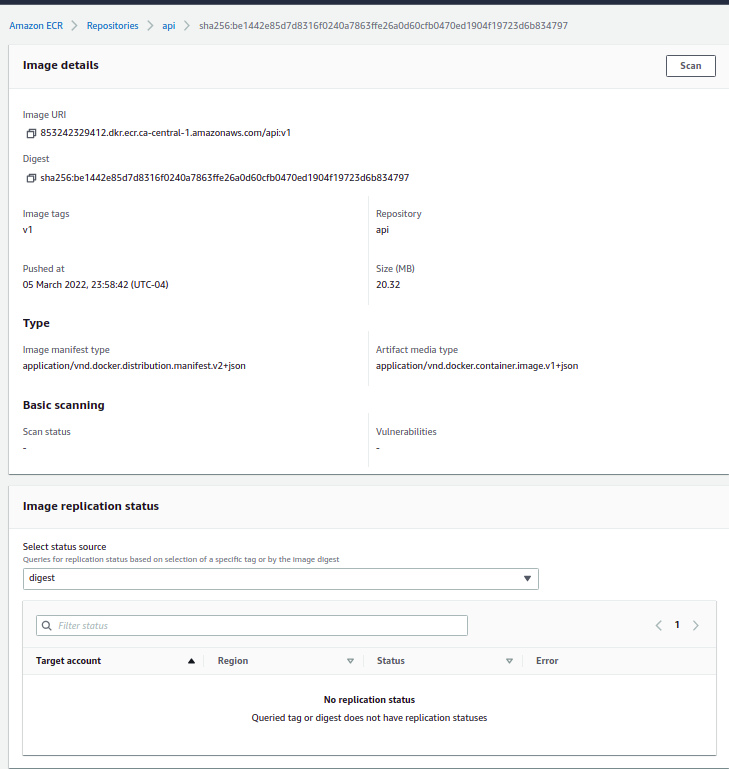 Amazon ECR > Repositories > api > sha256:be1442e85d7d8316f0240a7863ffe26a0d60cfb0470ed1904f19723d6b834797
Image details
Scan
Image URI
853242329412.dkr.ecr.ca-central-1.amazonaws.com/api:v1
Digest
sha256:be1442e85d7d8316f0240a7863ffe26a0d60cfb0470ed1904f19723d6b834797
Image tags
v1
Repository
api
Pushed at
05 March 2022, 23:58:42 (UTC-04)
Size (MB)
20.32
Type
Image manifest type
application/vnd.docker.distribution.manifest.v2+json
Artifact media type
application/vnd.docker.container.image.v1+json
Basic scanning
Scan status
-
Vulnerabilities
-
Image replication status
Select status source
Queries for replication status based on selection of a specific tag or by the image digest
digest
Filter status
1
Target account Region Status Error
No replication status
Queried tag or digest does not have replication statuses